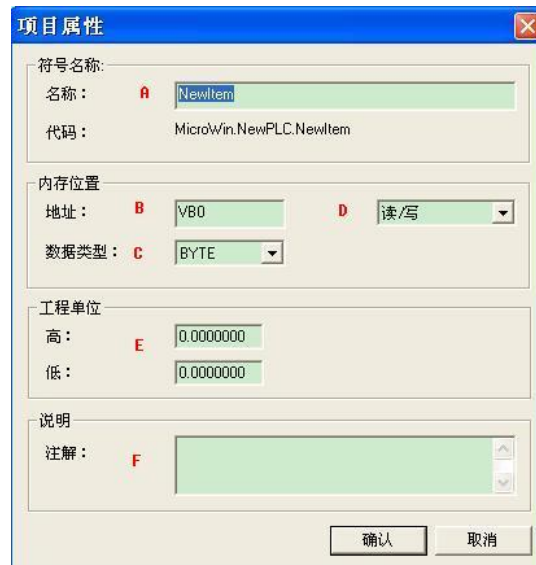 项目属性
符号名称:
名称： A NewItem
代码： MicroWin.NewPLC.NewItem
内存位置
地址： B VB0 D 读/写
数据类型： C BYTE
工程单位
高： 0.0000000
E
低： 0.0000000
说明
注解： F
确认 取消